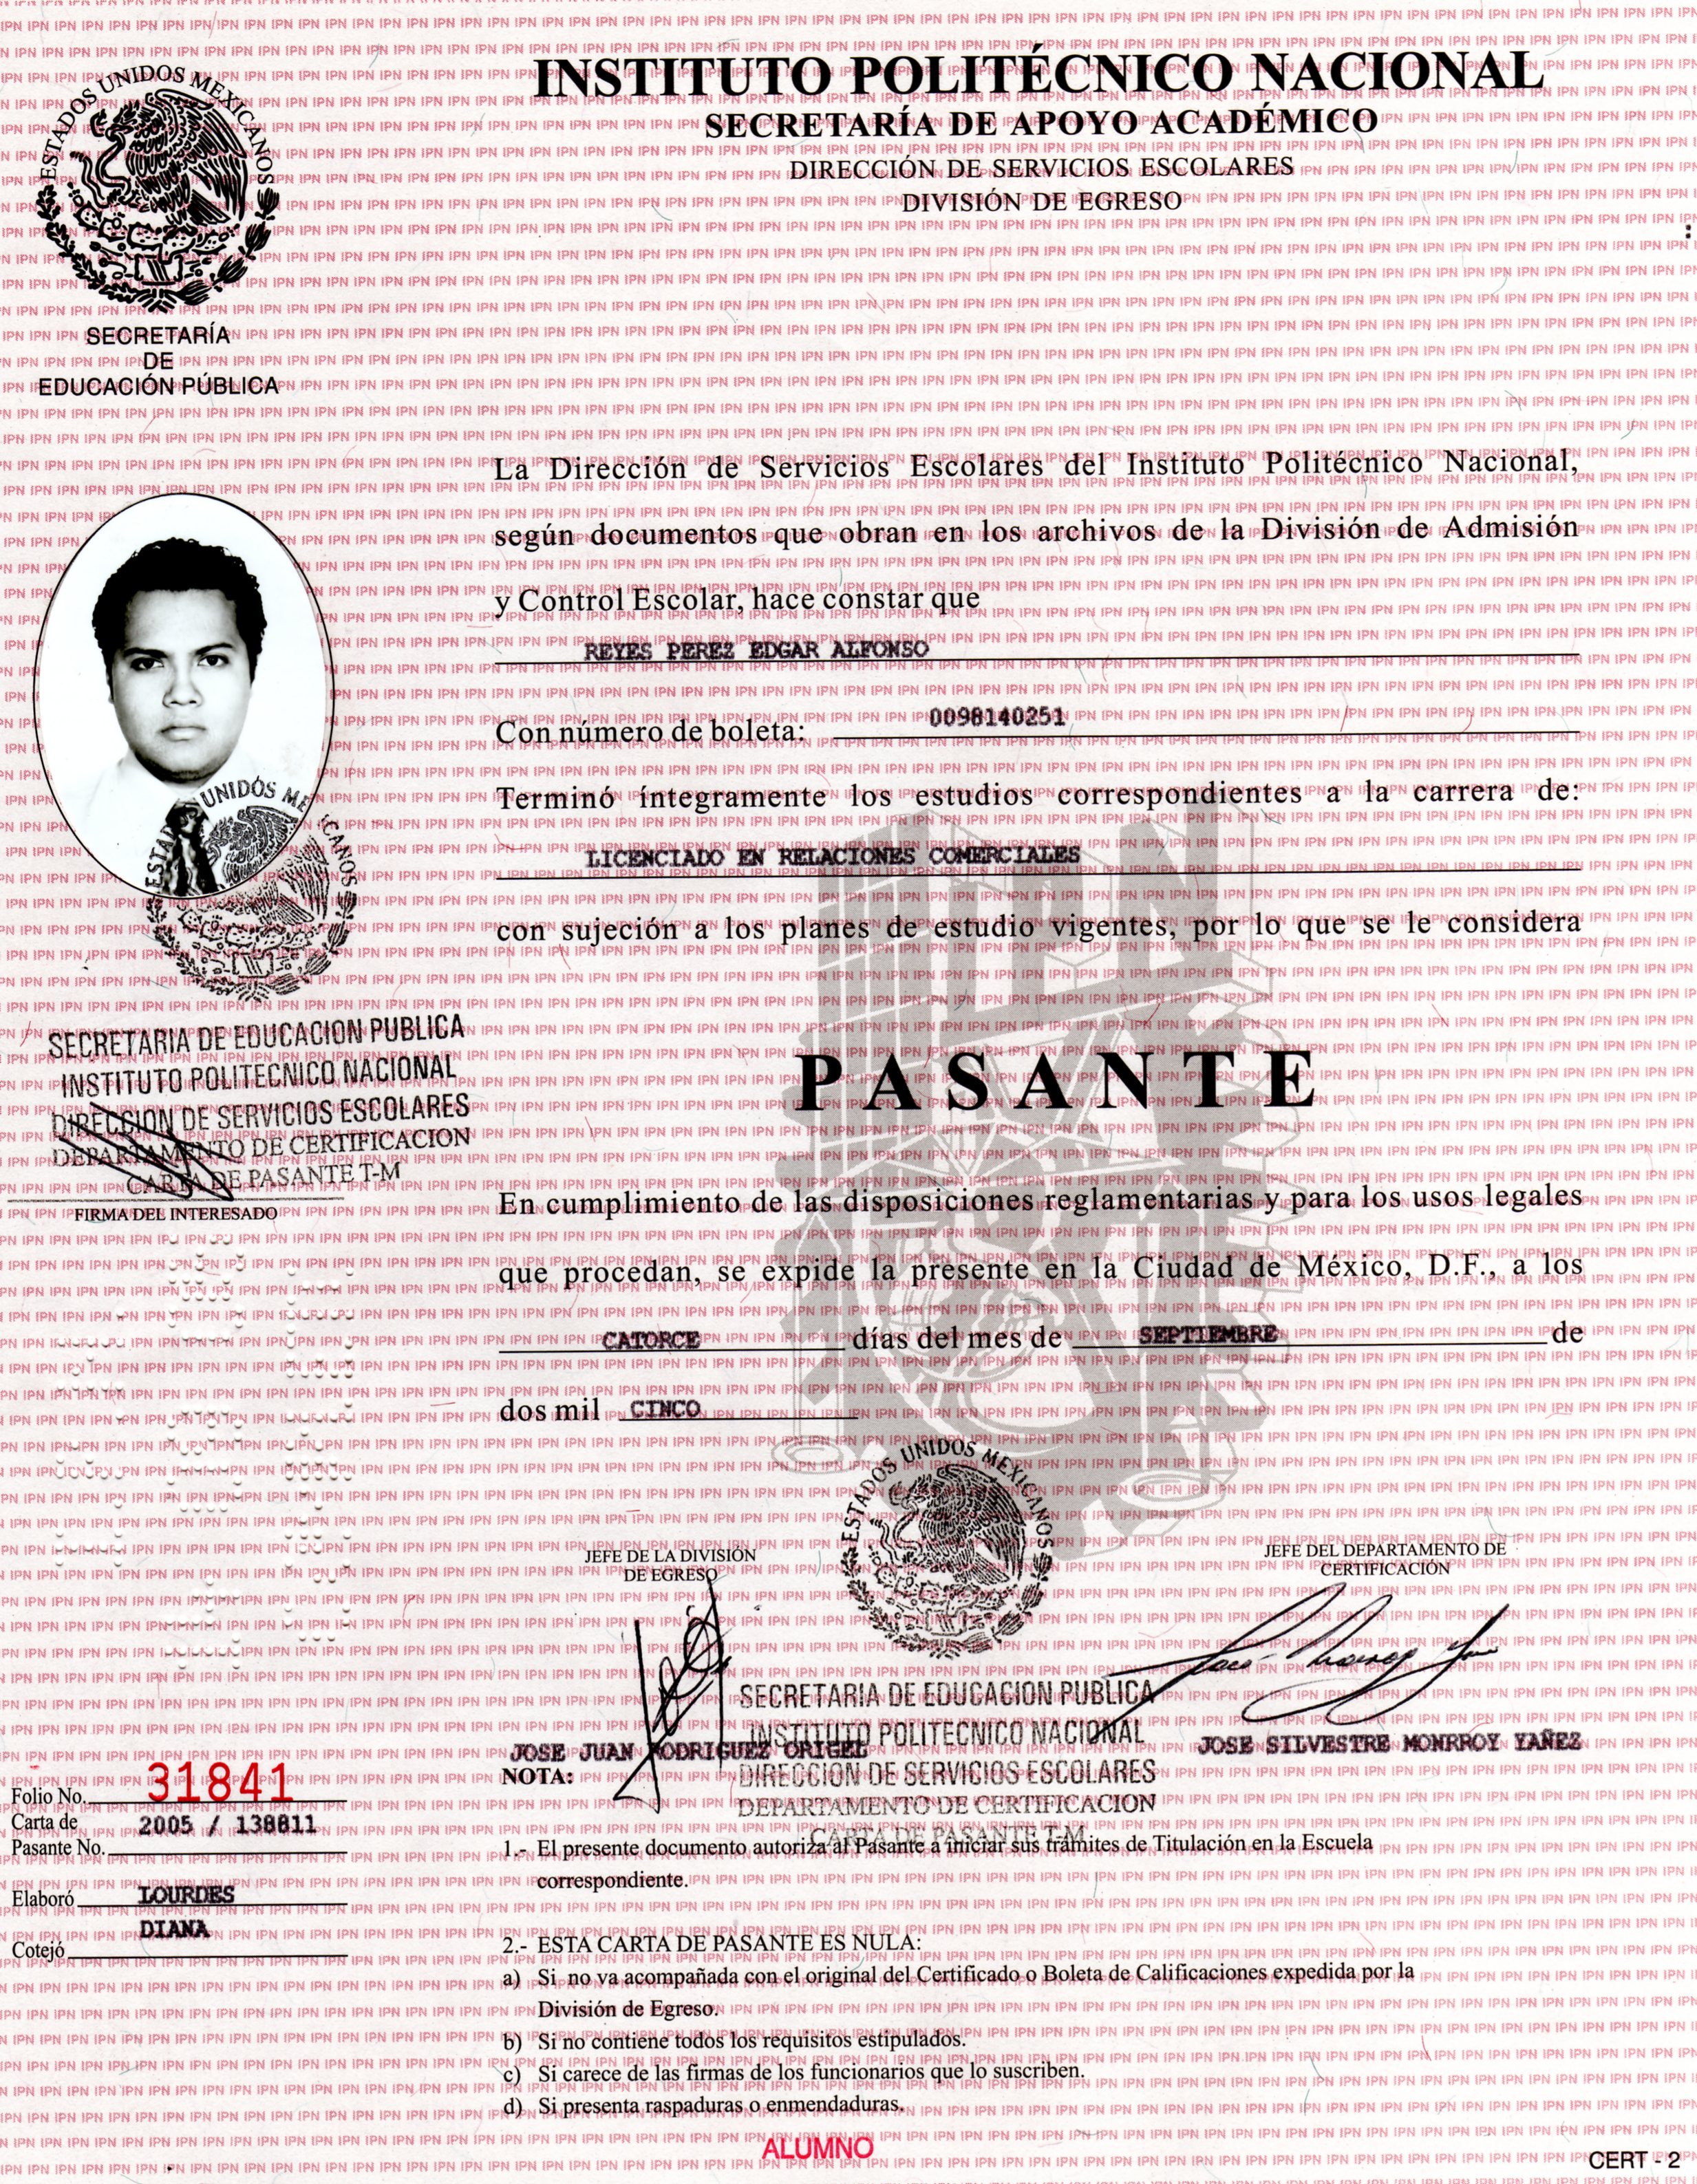 INSTITUTO POLITÉCNICO NACIONAL
SECRETARÍA DE APOYO ACADÉMICO
DIRECCIÓN DE SERVICIOS ESCOLARES
DIVISIÓN DE EGRESO
ESTADOS UNIDOS MEXICANOS
SECRETARÍA
DE
EDUCACIÓN PÚBLICA
La Dirección de Servicios Escolares del Instituto Politécnico Nacional,
según documentos que obran en los archivos de la División de Admisión
y Control Escolar, hace constar que
REYES PEREZ EDGAR ALFONSO
Con número de boleta: 0098140251
Terminó íntegramente los estudios correspondientes a la carrera de:
LICENCIADO EN RELACIONES COMERCIALES
con sujeción a los planes de estudio vigentes, por lo que se le considera
PASANTE
ESTADOS UNIDOS MEXICANOS
SECRETARIA DE EDUCACION PUBLICA
INSTITUTO POLITECNICO NACIONAL
DIRECCION DE SERVICIOS ESCOLARES
DEPARTAMENTO DE CERTIFICACION
CARTA DE PASANTE T-M
FIRMA DEL INTERESADO
En cumplimiento de las disposiciones reglamentarias y para los usos legales
que procedan, se expide la presente en la Ciudad de México, D.F., a los
CATORCE días del mes de SEPTIEMBRE de
dos mil CINCO
ESTADOS UNIDOS MEXICANOS
JEFE DE LA DIVISIÓN
DE EGRESO
JEFE DEL DEPARTAMENTO DE
CERTIFICACIÓN
SECRETARIA DE EDUCACION PUBLICA
INSTITUTO POLITECNICO NACIONAL
DIRECCION DE SERVICIOS ESCOLARES
DEPARTAMENTO DE CERTIFICACION
CARTA DE PASANTE T-M
JOSE JUAN RODRIGUEZ ORIGEL
JOSE SILVESTRE MONRROY YAÑEZ
Folio No. 31841
Carta de
Pasante No. 2005 / 138811
Elaboró LOURDES
Cotejó DIANA
NOTA:
1.- El presente documento autoriza al Pasante a iniciar sus trámites de Titulación en la Escuela
correspondiente.
2.- ESTA CARTA DE PASANTE ES NULA:
a) Si no va acompañada con el original del Certificado o Boleta de Calificaciones expedida por la
División de Egreso.
b) Si no contiene todos los requisitos estipulados.
c) Si carece de las firmas de los funcionarios que lo suscriben.
d) Si presenta raspaduras o enmendaduras.
ALUMNO
CERT - 2